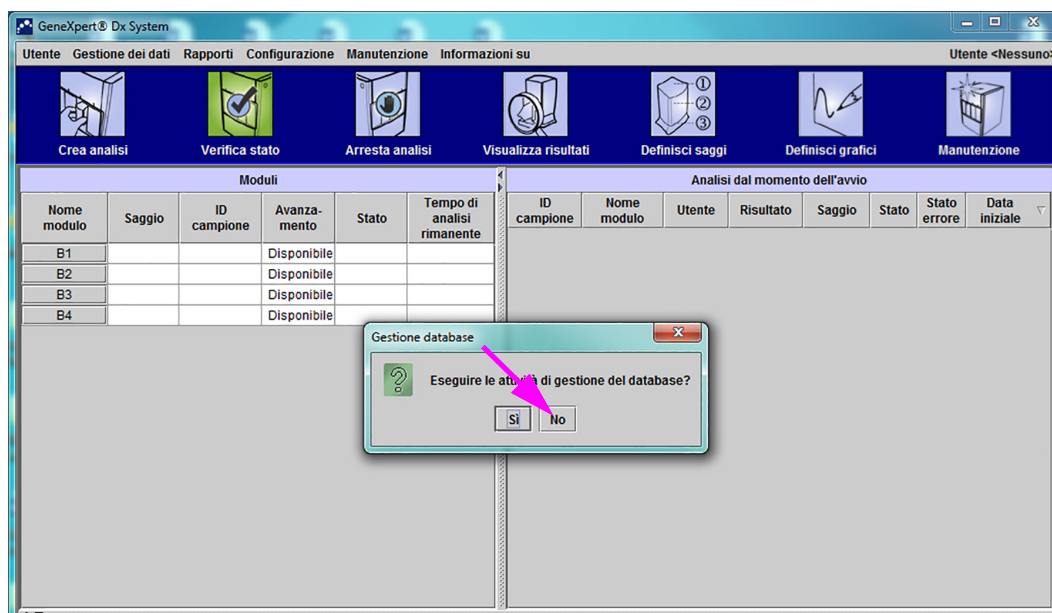 GeneXpert® Dx System
Utente Gestione dei dati Rapporti Configurazione Manutenzione Informazioni su Utente <Nessuno>
Crea analisi Verifica stato Arresta analisi Visualizza risultati Definisci saggi Definisci grafici Manutenzione
1
2
3
Moduli
Nome modulo Saggio ID campione Avanza-mento Stato Tempo di analisi rimanente
B1 Disponibile
B2 Disponibile
B3 Disponibile
B4 Disponibile
Analisi dal momento dell'avvio
ID campione Nome modulo Utente Risultato Saggio Stato Stato errore Data iniziale
Gestione database
Eseguire le attività di gestione del database?
Sì No